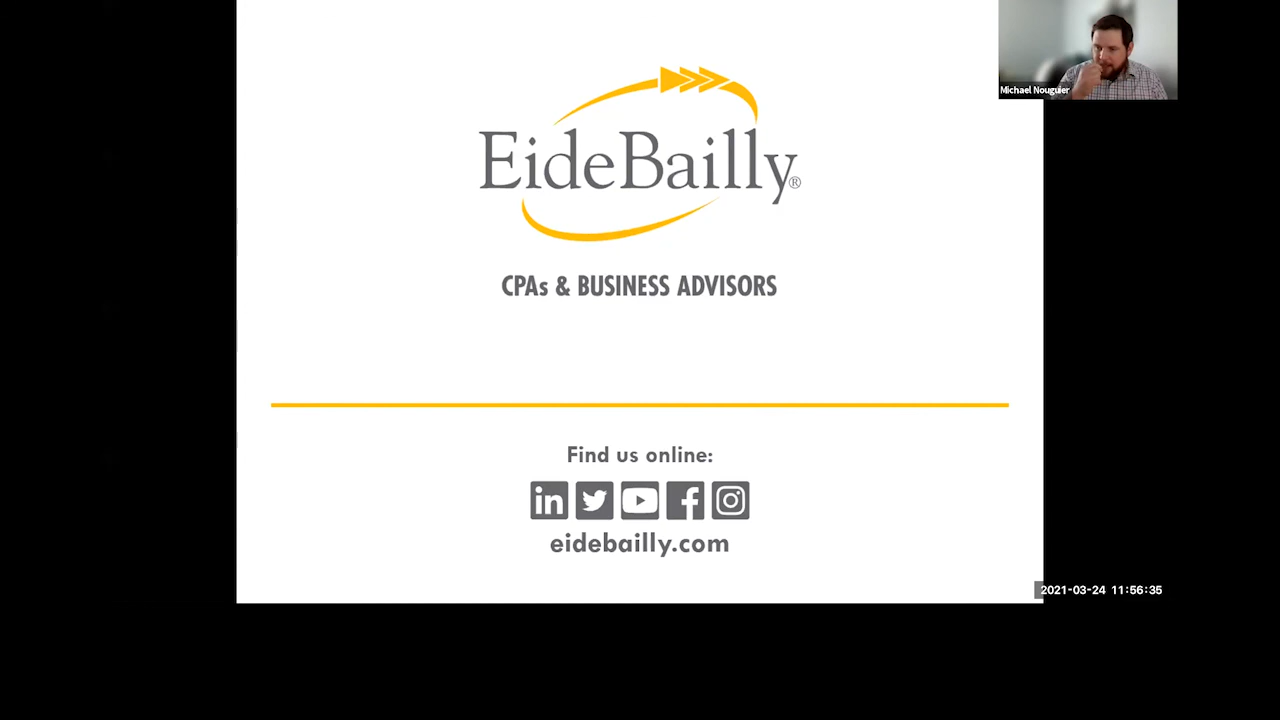 Michael Nouguier
EideBailly®
CPAs & BUSINESS ADVISORS
Find us online:
in
eidebailly.com
2021-03-24 11:56:35